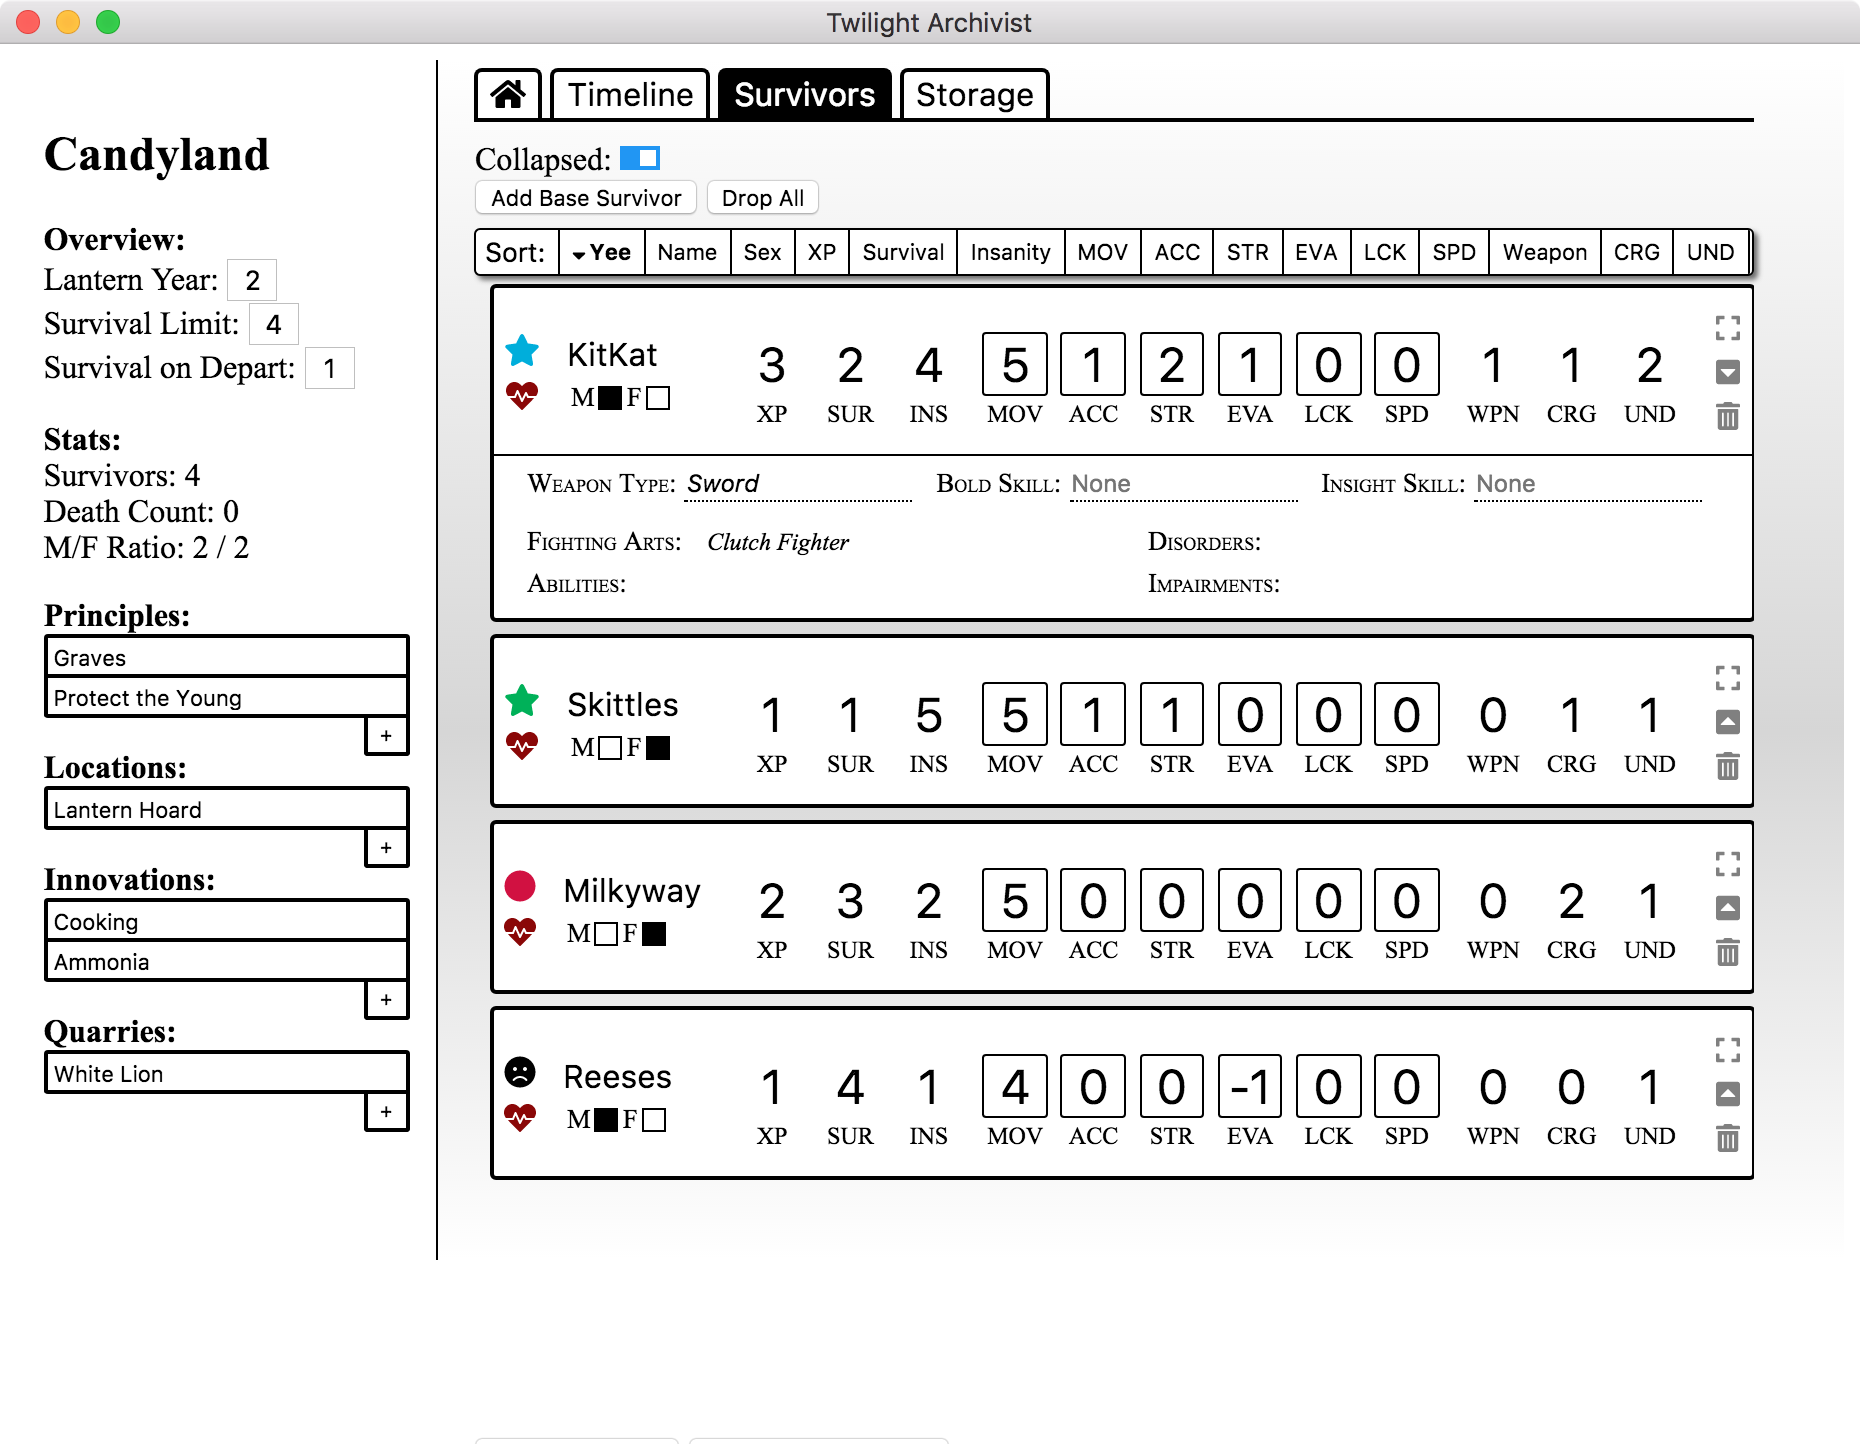 Twilight Archivist
Candyland
Overview:
Lantern Year: 2
Survival Limit: 4
Survival on Depart: 1
Stats:
Survivors: 4
Death Count: 0
M/F Ratio: 2 / 2
Principles:
Graves
Protect the Young
+
Locations:
Lantern Hoard
+
Innovations:
Cooking
Ammonia
+
Quarries:
White Lion
+
Timeline Survivors Storage
Collapsed:
Add Base Survivor Drop All
Sort: Yee Name Sex XP Survival Insanity MOV ACC STR EVA LCK SPD Weapon CRG UND
KitKat 3 2 4 5 1 2 1 0 0 1 1 2
M F XP SUR INS MOV ACC STR EVA LCK SPD WPN CRG UND
Weapon Type: Sword Bold Skill: None Insight Skill: None
Fighting Arts: Clutch Fighter Disorders:
Abilities: Impairments:
Skittles 1 1 5 5 1 1 0 0 0 0 1 1
M F XP SUR INS MOV ACC STR EVA LCK SPD WPN CRG UND
Milkyway 2 3 2 5 0 0 0 0 0 0 2 1
M F XP SUR INS MOV ACC STR EVA LCK SPD WPN CRG UND
Reeses 1 4 1 4 0 0 -1 0 0 0 0 1
M F XP SUR INS MOV ACC STR EVA LCK SPD WPN CRG UND